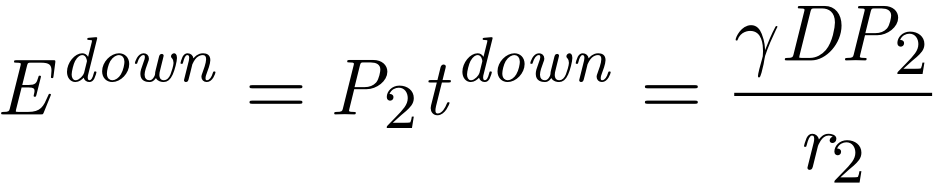 $E^{down} = P_2 t^{down} = \frac{\gamma D P_2}{r_2}$